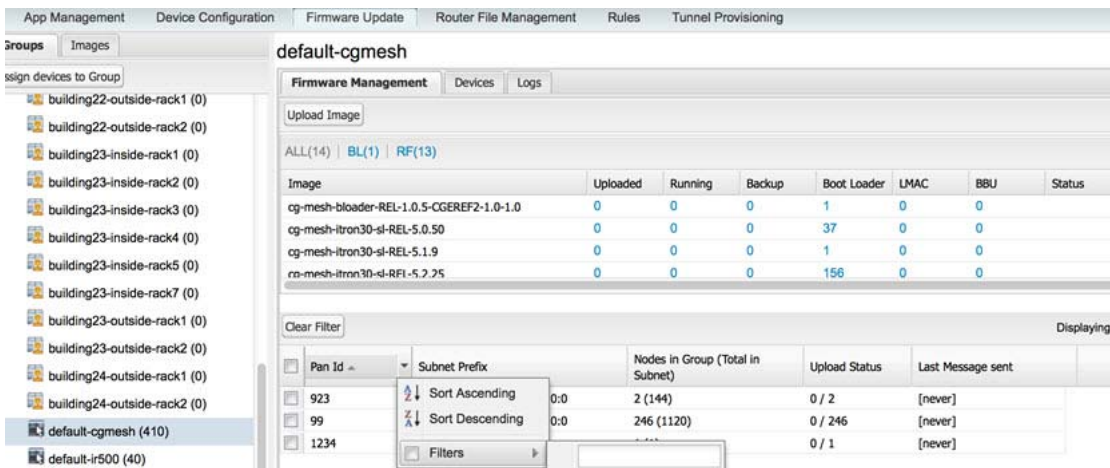 App Management Device Configuration Firmware Update Router File Management Rules Tunnel Provisioning
Groups Images
ssign devices to Group
building22-outside-rack1 (0)
building22-outside-rack2 (0)
building23-inside-rack1 (0)
building23-inside-rack2 (0)
building23-inside-rack3 (0)
building23-inside-rack4 (0)
building23-inside-rack5 (0)
building23-inside-rack7 (0)
building23-outside-rack1 (0)
building23-outside-rack2 (0)
building24-outside-rack1 (0)
building24-outside-rack2 (0)
default-cgmesh (410)
default-ir500 (40)
default-cgmesh
Firmware Management Devices Logs
Upload Image
ALL(14) | BL(1) | RF(13)
Image Uploaded Running Backup Boot Loader LMAC BBU Status
cg-mesh-bloader-REL-1.0.5-CGEREF2-1.0-1.0 0 0 0 1 0 0
cg-mesh-itron30-sl-REL-5.0.50 0 0 0 37 0 0
cg-mesh-itron30-sl-REL-5.1.9 0 0 0 1 0 0
cg-mesh-itron30-sl-REL-5.2.25 0 0 0 156 0 0
Clear Filter Displaying
Pan Id Subnet Prefix Nodes in Group (Total in Subnet) Upload Status Last Message sent
923 0:0 2 (144) 0 / 2 [never]
99 0:0 246 (1120) 0 / 246 [never]
1234 0 / 1 [never]
Sort Ascending
Sort Descending
Filters